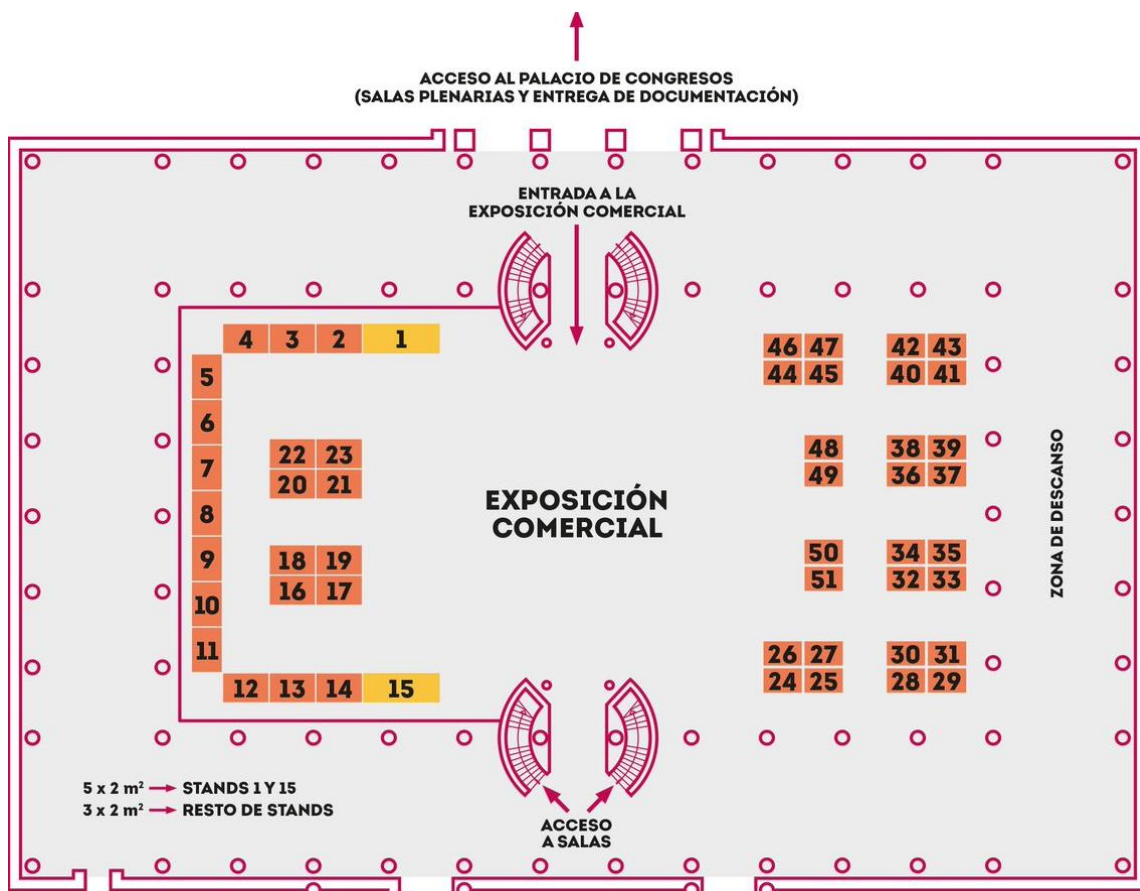 ACCESO AL PALACIO DE CONGRESOS
(SALAS PLENARIAS Y ENTREGA DE DOCUMENTACIÓN)
ENTRADA A LA
EXPOSICIÓN COMERCIAL
4 3 2 1
46 47 42 43
44 45 40 41
5
6
7
8
9
10
11
22 23
20 21
48 38 39
49 36 37
EXPOSICIÓN
COMERCIAL
ZONA DE DESCANSO
18 19
16 17
50 34 35
51 32 33
26 27 30 31
24 25 28 29
12 13 14 15
5 x 2 m² STANDS 1 Y 15
3 x 2 m² RESTO DE STANDS
ACCESO
A SALAS